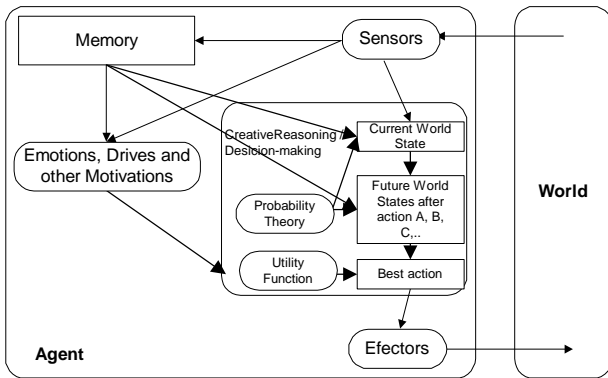 Memory
Sensors
CreativeReasoning /
Desicion-making
Current World
State
Emotions, Drives and
other Motivations
Future World
States after
action A, B,
C,..
World
Probability
Theory
Utility
Function
Best action
Agent
Efectors